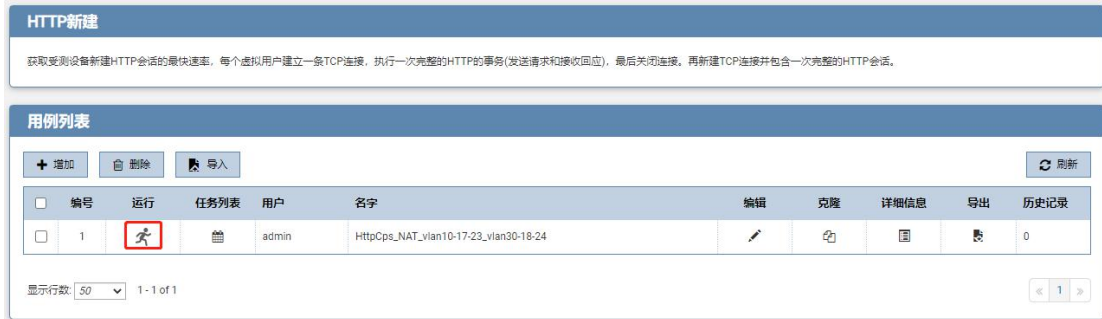 HTTP新建
获取受测设备新建HTTP会话的最快速率，每个虚拟用户建立一条TCP连接，执行一次完整的HTTP的事务(发送请求和接收回应)，最后关闭连接。再新建TCP连接并包含一次完整的HTTP会话。
用例列表
增加 删除 导入 刷新
编号 运行 任务列表 用户 名字 编辑 克隆 详细信息 导出 历史记录
1 admin HttpCps_NAT_vlan10-17-23_vlan30-18-24 0
显示行数: 50 1 - 1 of 1 « 1 »